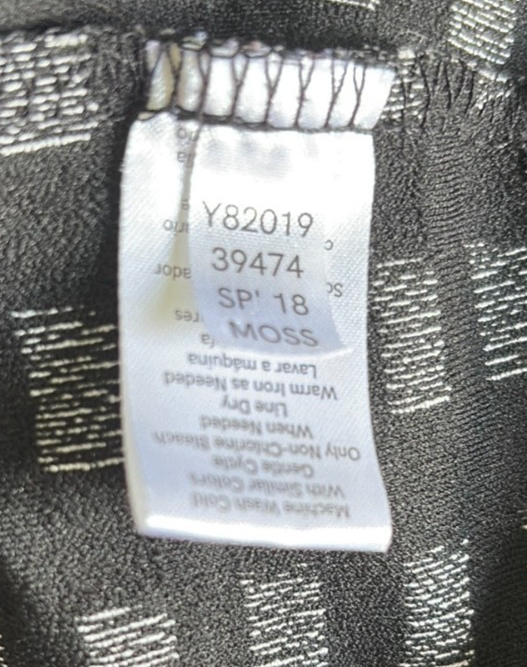 Y82019
39474
SP' 18
MOSS
Machine Wash Cold
With Similar Colors
Gentle Cycle
Only Non-Chlorine Bleach
When Needed
Line Dry
Warm Iron as Needed
Lavar a máquina